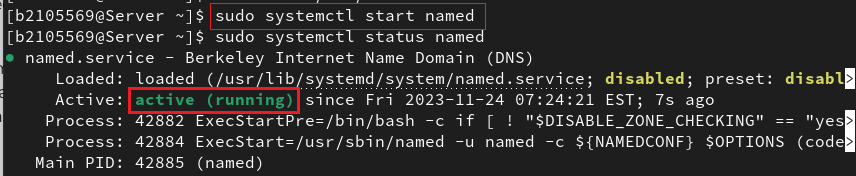 [b2105569@Server ~]$ sudo systemctl start named
[b2105569@Server ~]$ sudo systemctl status named
● named.service - Berkeley Internet Name Domain (DNS)
Loaded: loaded (/usr/lib/systemd/system/named.service; disabled; preset: disabl>
Active: active (running) since Fri 2023-11-24 07:24:21 EST; 7s ago
Process: 42882 ExecStartPre=/bin/bash -c if [ ! "$DISABLE_ZONE_CHECKING" == "yes>
Process: 42884 ExecStart=/usr/sbin/named -u named -c ${NAMEDCONF} $OPTIONS (code>
Main PID: 42885 (named)